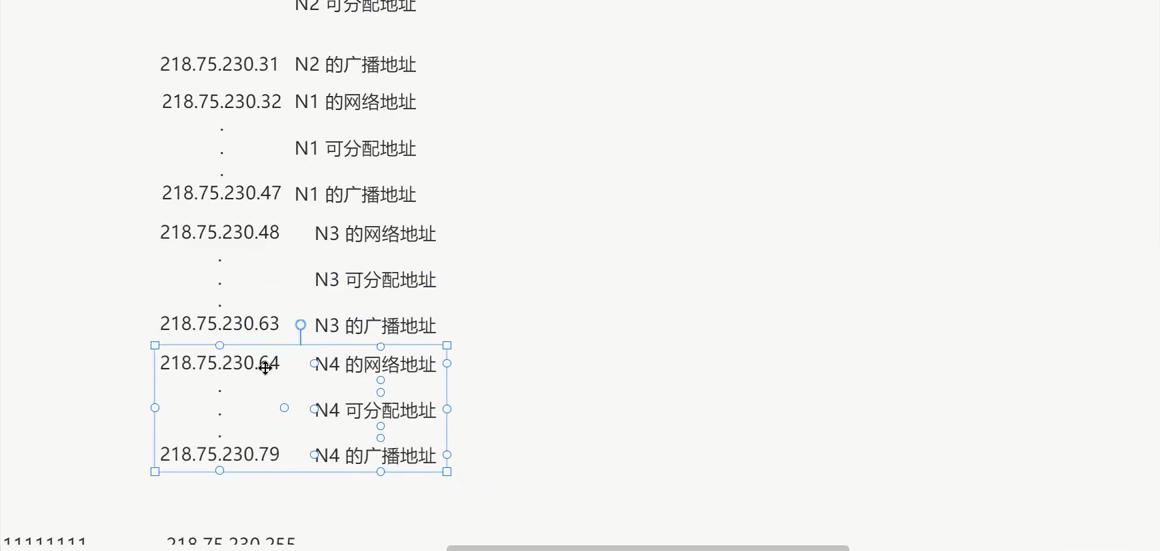 N2 可分配地址
218.75.230.31 N2 的广播地址
218.75.230.32 N1 的网络地址
.
. N1 可分配地址
.
218.75.230.47 N1 的广播地址
218.75.230.48 N3 的网络地址
.
. N3 可分配地址
.
218.75.230.63 N3 的广播地址
218.75.230.64 N4 的网络地址
.
. N4 可分配地址
.
218.75.230.79 N4 的广播地址
11111111 218.75.230.255